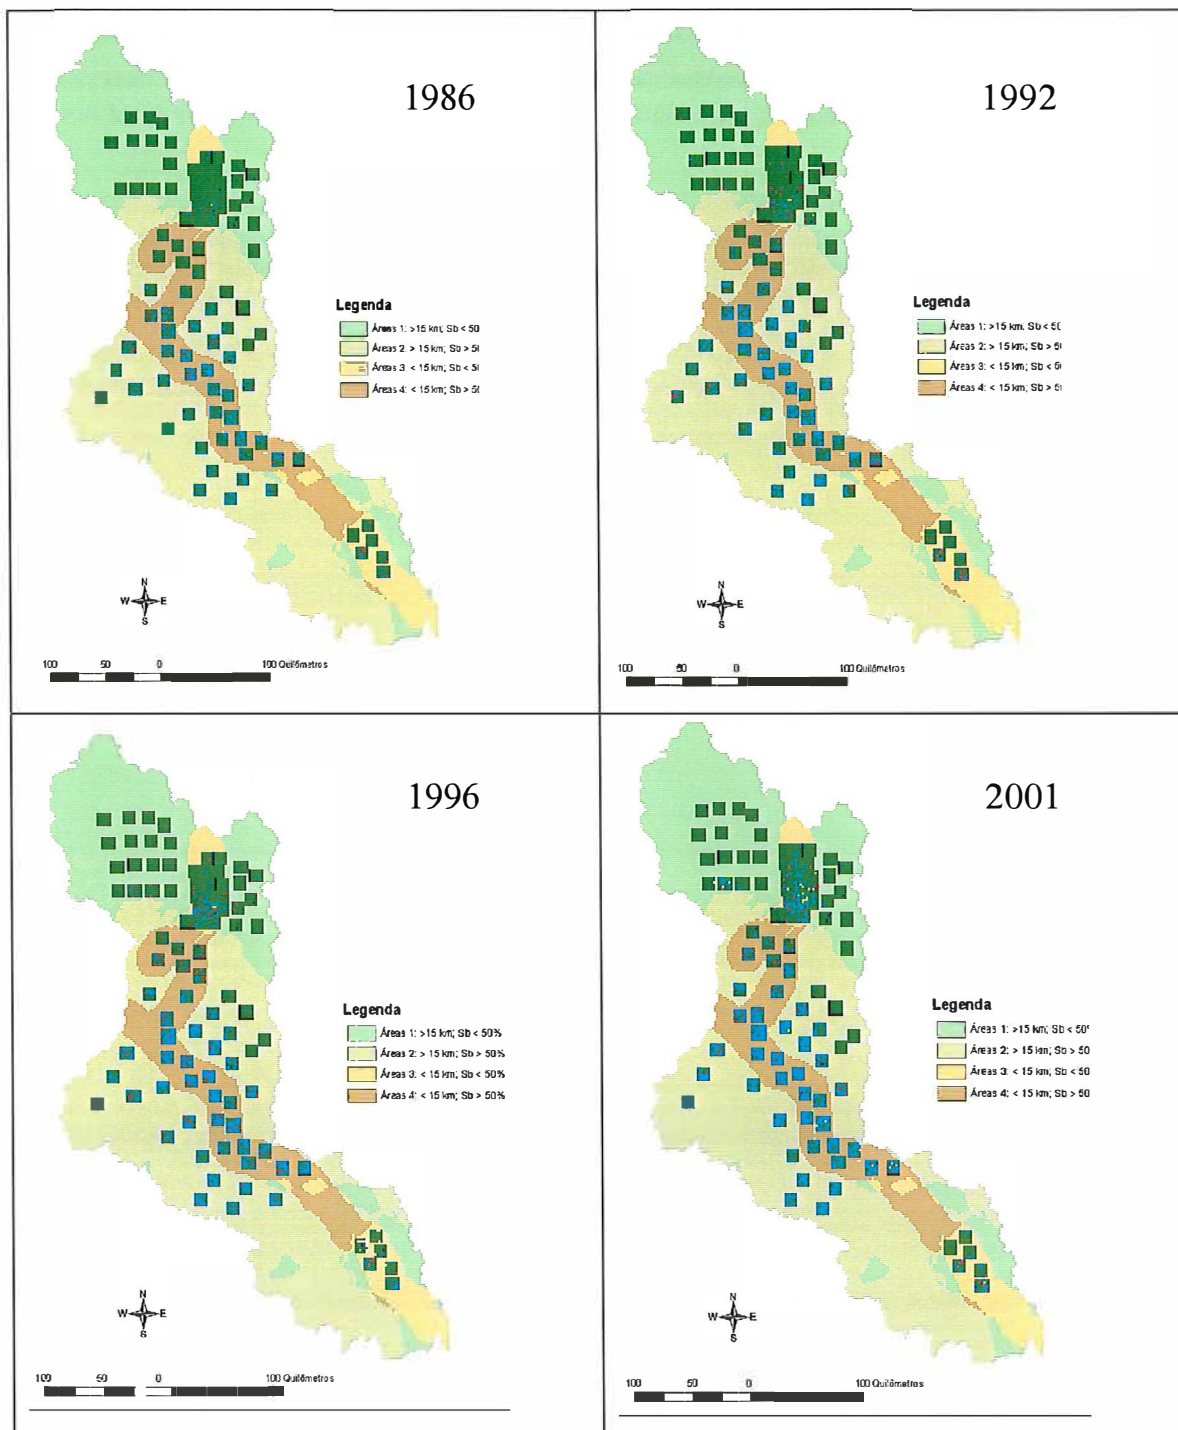 1986
Legenda
Áreas 1: >15 km; Sb < 50
Áreas 2: > 15 km; Sb > 50
Áreas 3: < 15 km; Sb < 50
Áreas 4: < 15 km; Sb > 50
N
W E
S
100 50 0 100 Quilômetros
1992
Legenda
Áreas 1: >15 km; Sb < 50
Áreas 2: > 15 km; Sb > 50
Áreas 3: < 15 km; Sb < 50
Áreas 4: < 15 km; Sb > 50
N
W E
S
100 50 0 100 Quilômetros
1996
Legenda
Áreas 1: >15 km; Sb < 50%
Áreas 2: > 15 km; Sb > 50%
Áreas 3: < 15 km; Sb < 50%
Áreas 4: < 15 km; Sb > 50%
N
W E
S
100 50 0 100 Quilômetros
2001
Legenda
Áreas 1: >15 km; Sb < 50
Áreas 2: > 15 km; Sb > 50
Áreas 3: < 15 km; Sb < 50
Áreas 4: < 15 km; Sb > 50
N
W E
S
100 50 0 100 Quilômetros